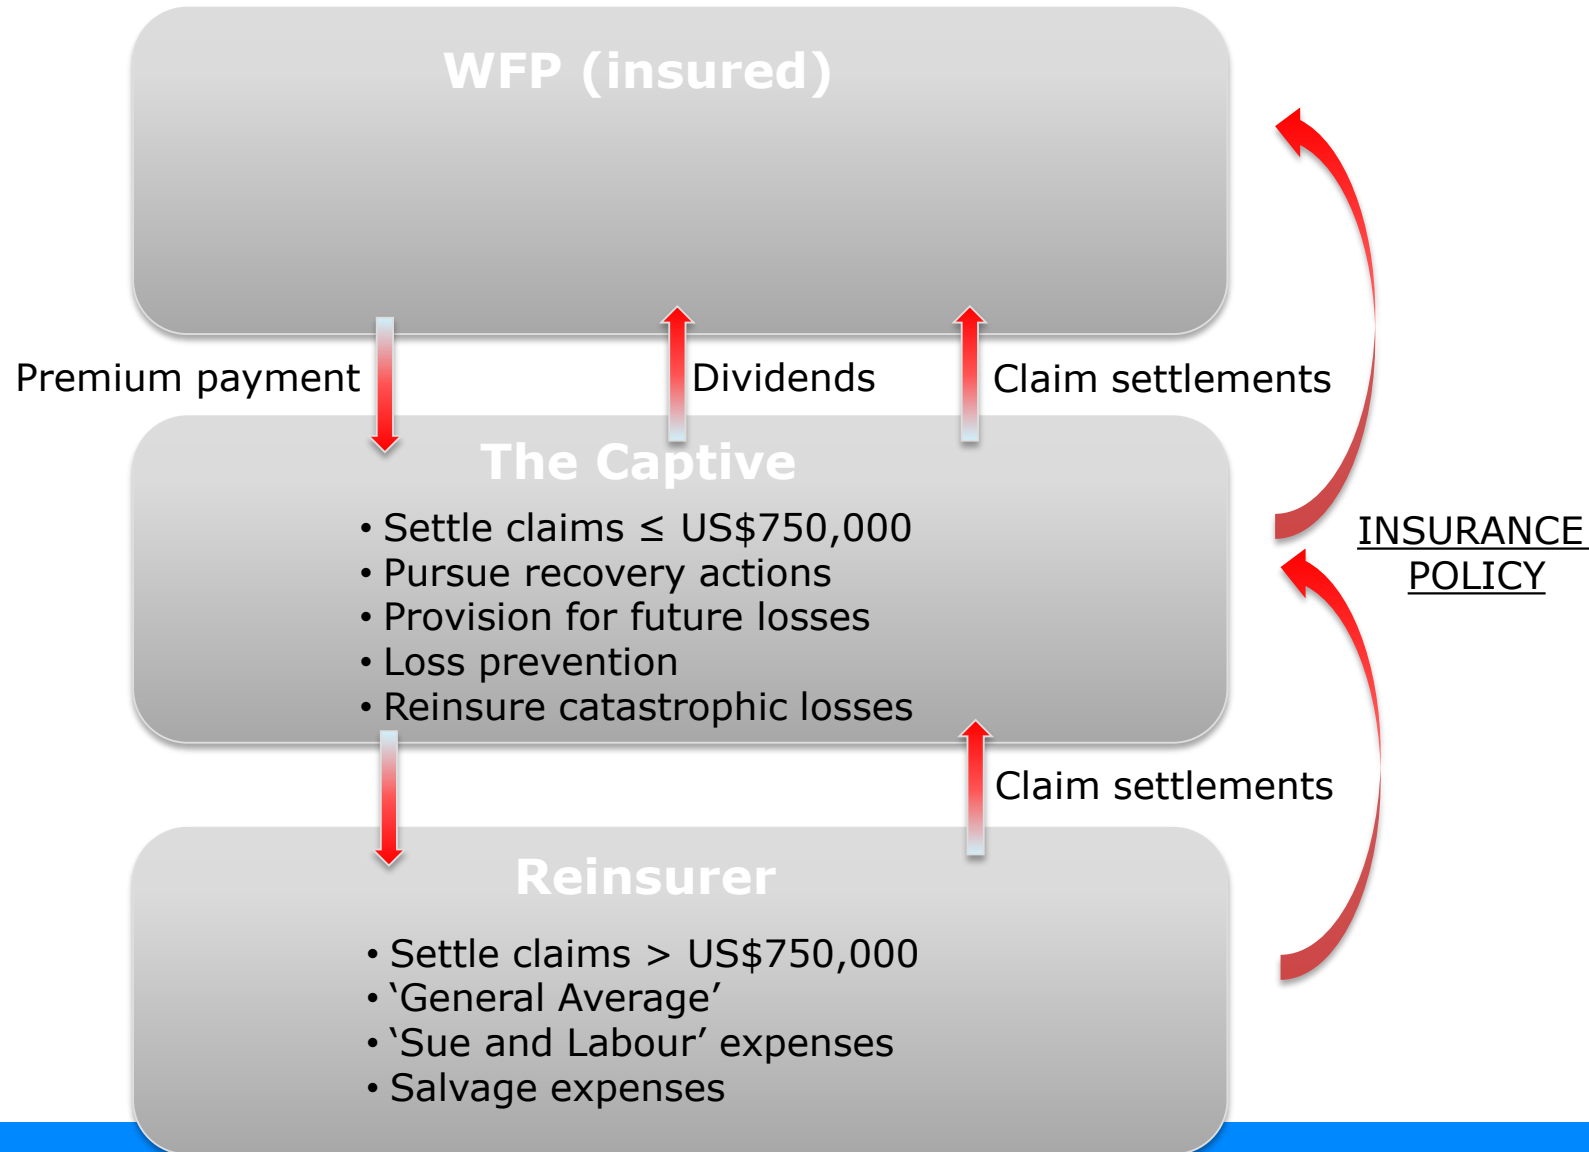 WFP (insured)
Premium payment
Dividends
Claim settlements
The Captive
• Settle claims ≤ US$750,000
• Pursue recovery actions
• Provision for future losses
• Loss prevention
• Reinsure catastrophic losses
INSURANCE
POLICY
Claim settlements
Reinsurer
• Settle claims > US$750,000
• ‘General Average’
• ‘Sue and Labour’ expenses
• Salvage expenses